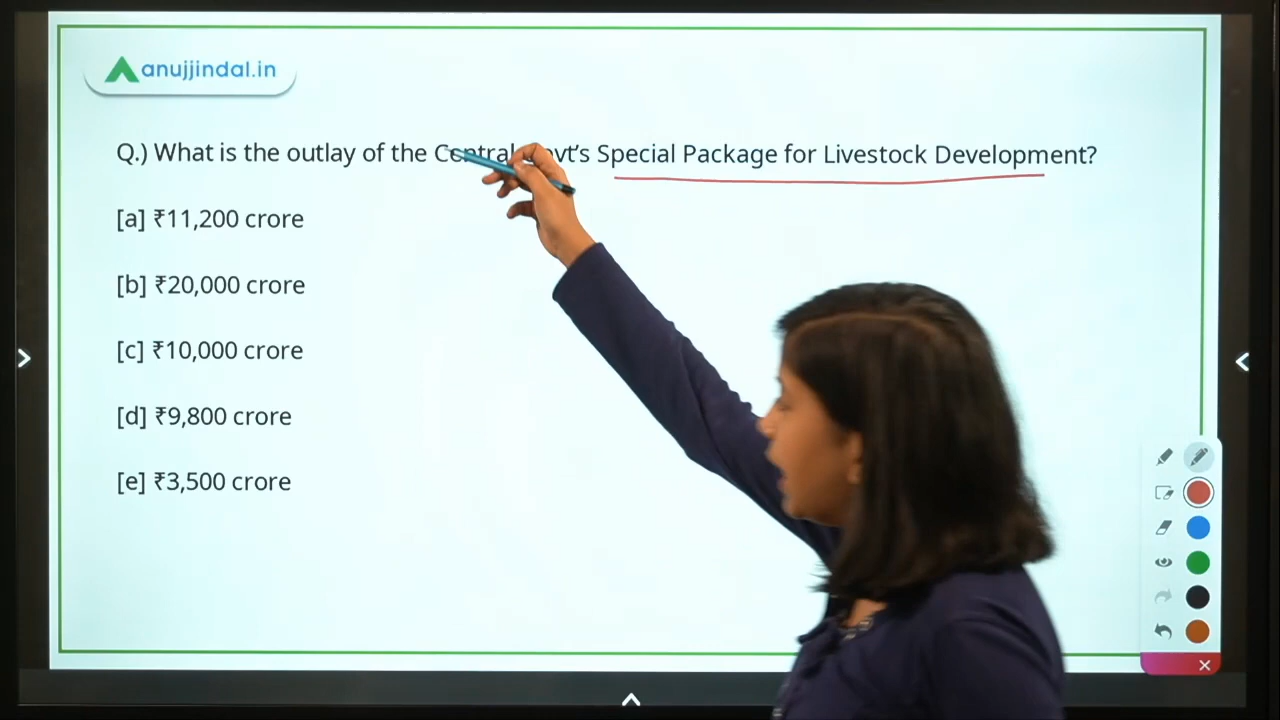 anujjindal.in
Q.) What is the outlay of the Central Govt's Special Package for Livestock Development?
[a] ₹11,200 crore
[b] ₹20,000 crore
[c] ₹10,000 crore
[d] ₹9,800 crore
[e] ₹3,500 crore